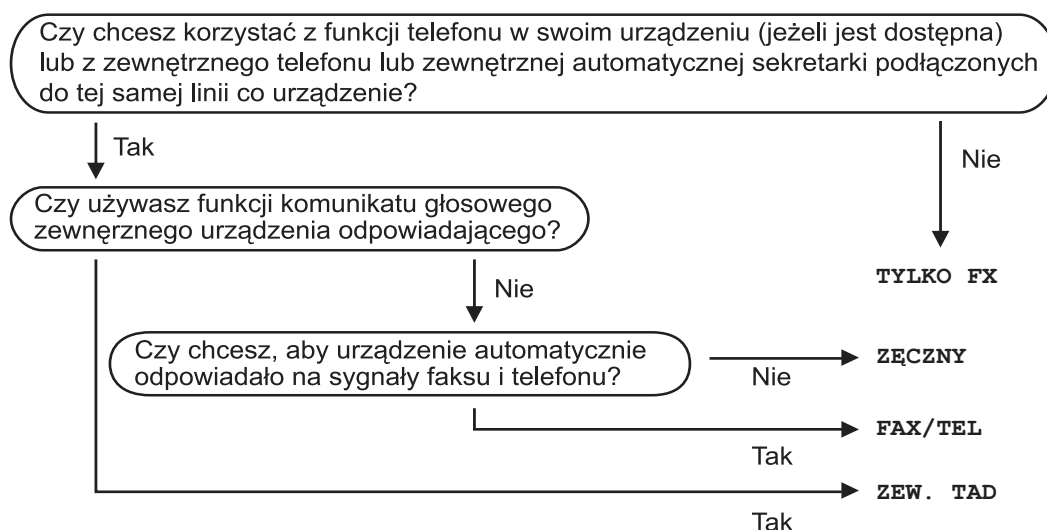 Czy chcesz korzystać z funkcji telefonu w swoim urządzeniu (jeżeli jest dostępna)
lub z zewnętrznego telefonu lub zewnętrznej automatycznej sekretarki podłączonych
do tej samej linii co urządzenie?
Tak
Nie
Czy używasz funkcji komunikatu głosowego
zewnęrznego urządzenia odpowiadającego?
TYLKO FX
Nie
Czy chcesz, aby urządzenie automatycznie
odpowiadało na sygnały faksu i telefonu?
Nie
ZĘCZNY
FAX/TEL
Tak
ZEW. TAD
Tak